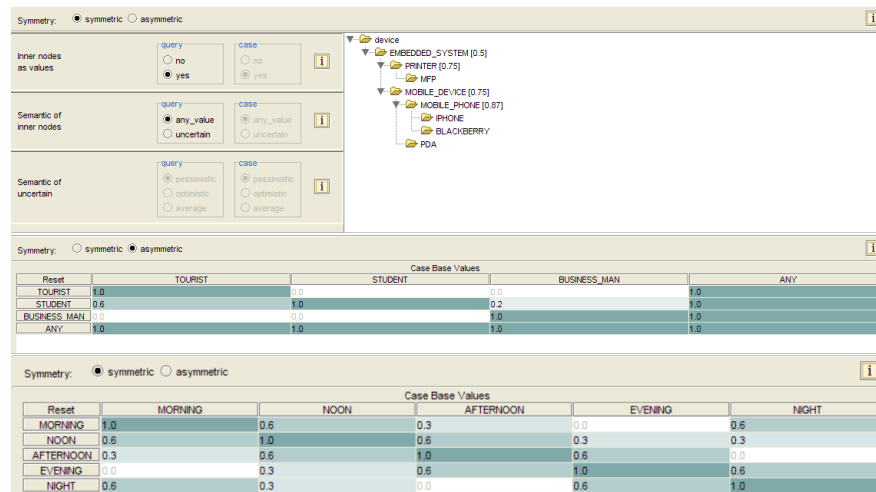 Symmetry: symmetric asymmetric i
Inner nodes as values
query no yes
case no yes
i
Semantic of inner nodes
query any_value uncertain
case any_value uncertain
i
Semantic of uncertain
query pessimistic optimistic average
case pessimistic optimistic average
i
device
EMBEDDED_SYSTEM [0.5]
PRINTER [0.75]
MFP
MOBILE_DEVICE [0.75]
MOBILE_PHONE [0.87]
IPHONE
BLACKBERRY
PDA
Symmetry: symmetric asymmetric i
Case Base Values
Reset TOURIST STUDENT BUSINESS_MAN ANY
TOURIST 1.0 0.0 0.0 1.0
STUDENT 0.6 1.0 0.2 1.0
BUSINESS_MAN 0.0 0.0 1.0 1.0
ANY 1.0 1.0 1.0 1.0
Symmetry: symmetric asymmetric i
Case Base Values
Reset MORNING NOON AFTERNOON EVENING NIGHT
MORNING 1.0 0.6 0.3 0.0 0.6
NOON 0.6 1.0 0.6 0.3 0.3
AFTERNOON 0.3 0.6 1.0 0.6 0.0
EVENING 0.0 0.3 0.6 1.0 0.6
NIGHT 0.6 0.3 0.0 0.6 1.0